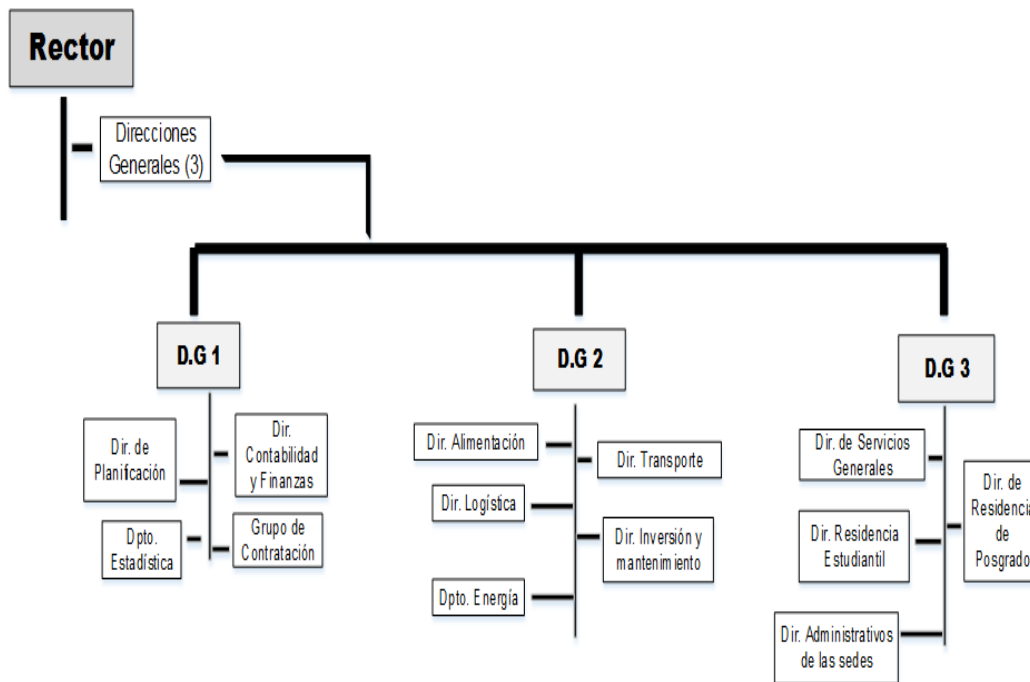 Rector
Direcciones
Generales (3)
D.G 1
D.G 2
D.G 3
Dir. de
Planificación
Dir.
Contabilidad
y Finanzas
Dpto.
Estadística
Grupo de
Contratación
Dir. Alimentación
Dir. Transporte
Dir. Logística
Dir. Inversión y
mantenimiento
Dpto. Energía
Dir. de Servicios
Generales
Dir. de
Residencia
de
Posgrado
Dir. Residencia
Estudiantil
Dir. Administrativos
de las sedes